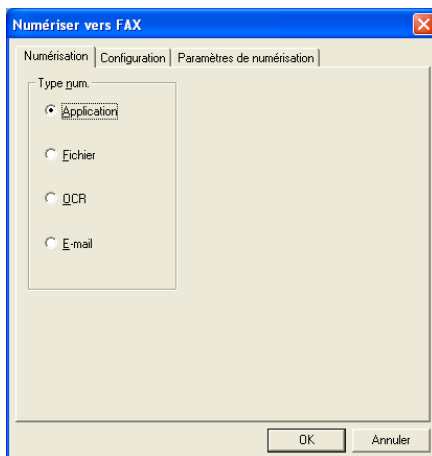 Numériser vers FAX
Numérisation Configuration Paramètres de numérisation
Type num.
Application
Fichier
OCR
E-mail
OK Annuler